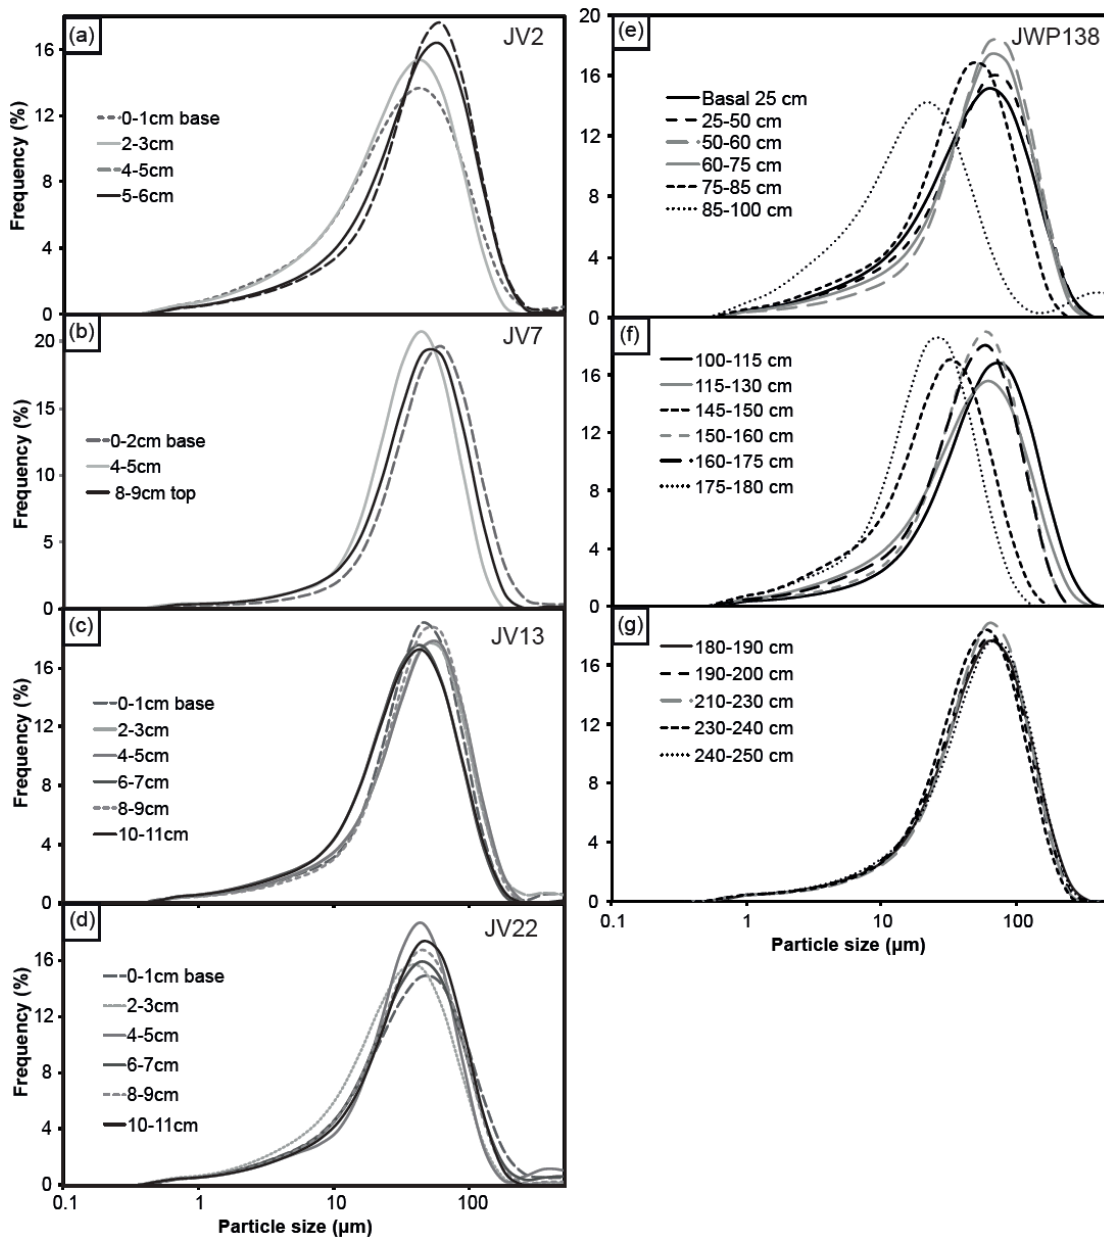 (a)
JV2
Frequency (%)
16
12
8
4
0
0-1cm base
2-3cm
4-5cm
5-6cm
(b)
JV7
Frequency (%)
20
15
10
5
0
0-2cm base
4-5cm
8-9cm top
(c)
JV13
Frequency (%)
16
12
8
4
0
0-1cm base
2-3cm
4-5cm
6-7cm
8-9cm
10-11cm
(d)
JV22
Frequency (%)
16
12
8
4
0
0-1cm base
2-3cm
4-5cm
6-7cm
8-9cm
10-11cm
0.1
1
10
100
Particle size (µm)
(e)
JWP138
20
16
12
8
4
0
Basal 25 cm
25-50 cm
50-60 cm
60-75 cm
75-85 cm
85-100 cm
(f)
16
12
8
4
0
100-115 cm
115-130 cm
145-150 cm
150-160 cm
160-175 cm
175-180 cm
(g)
16
12
8
4
0
180-190 cm
190-200 cm
210-230 cm
230-240 cm
240-250 cm
0.1
1
10
100
Particle size (µm)